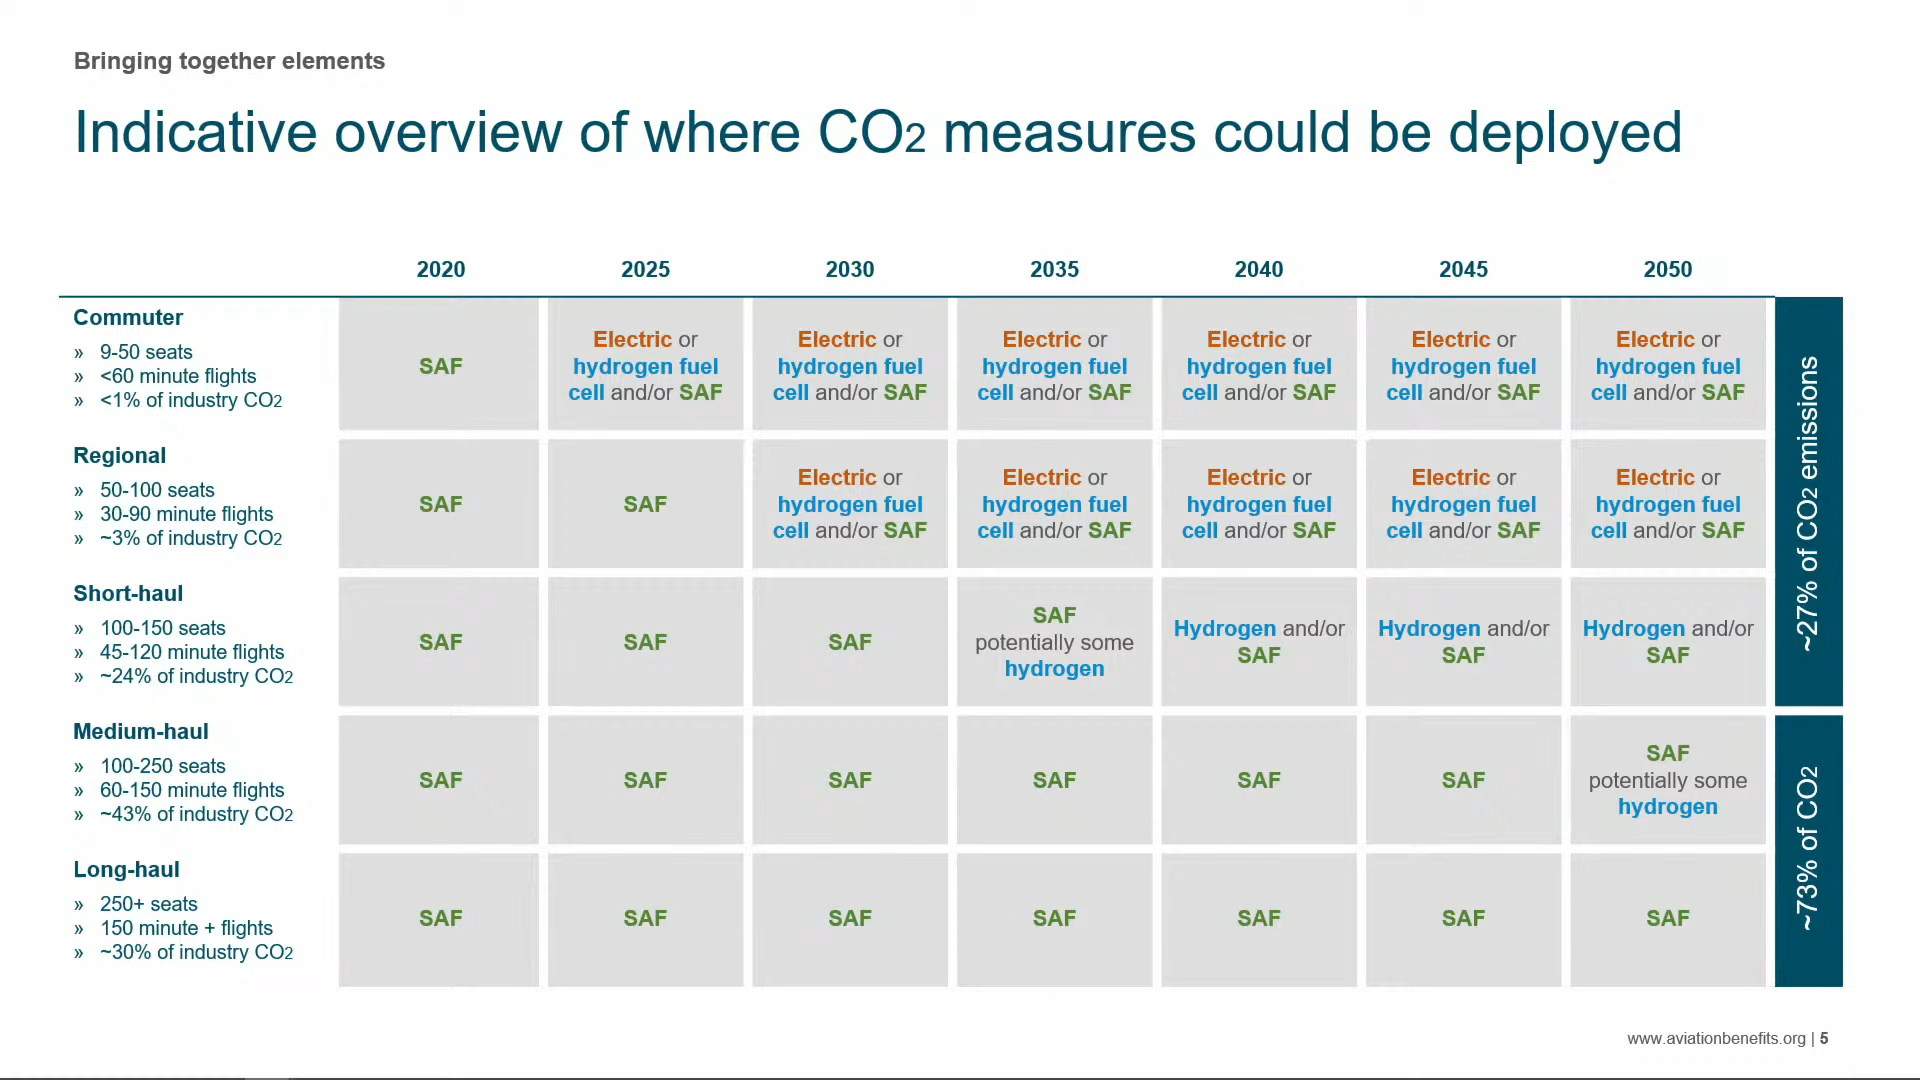 Bringing together elements
Indicative overview of where CO2 measures could be deployed
2020 2025 2030 2035 2040 2045 2050
Commuter
» 9-50 seats
» <60 minute flights
» <1% of industry CO2
SAF
Electric or
hydrogen fuel
cell and/or SAF
Electric or
hydrogen fuel
cell and/or SAF
Electric or
hydrogen fuel
cell and/or SAF
Electric or
hydrogen fuel
cell and/or SAF
Electric or
hydrogen fuel
cell and/or SAF
Electric or
hydrogen fuel
cell and/or SAF
Regional
» 50-100 seats
» 30-90 minute flights
» ~3% of industry CO2
SAF
SAF
Electric or
hydrogen fuel
cell and/or SAF
Electric or
hydrogen fuel
cell and/or SAF
Electric or
hydrogen fuel
cell and/or SAF
Electric or
hydrogen fuel
cell and/or SAF
Electric or
hydrogen fuel
cell and/or SAF
Short-haul
» 100-150 seats
» 45-120 minute flights
» ~24% of industry CO2
SAF
SAF
SAF
SAF
potentially some
hydrogen
Hydrogen and/or
SAF
Hydrogen and/or
SAF
Hydrogen and/or
SAF
~27% of CO2 emissions
Medium-haul
» 100-250 seats
» 60-150 minute flights
» ~43% of industry CO2
SAF
SAF
SAF
SAF
SAF
SAF
SAF
potentially some
hydrogen
Long-haul
» 250+ seats
» 150 minute + flights
» ~30% of industry CO2
SAF
SAF
SAF
SAF
SAF
SAF
SAF
~73% of CO2
www.aviationbenefits.org | 5